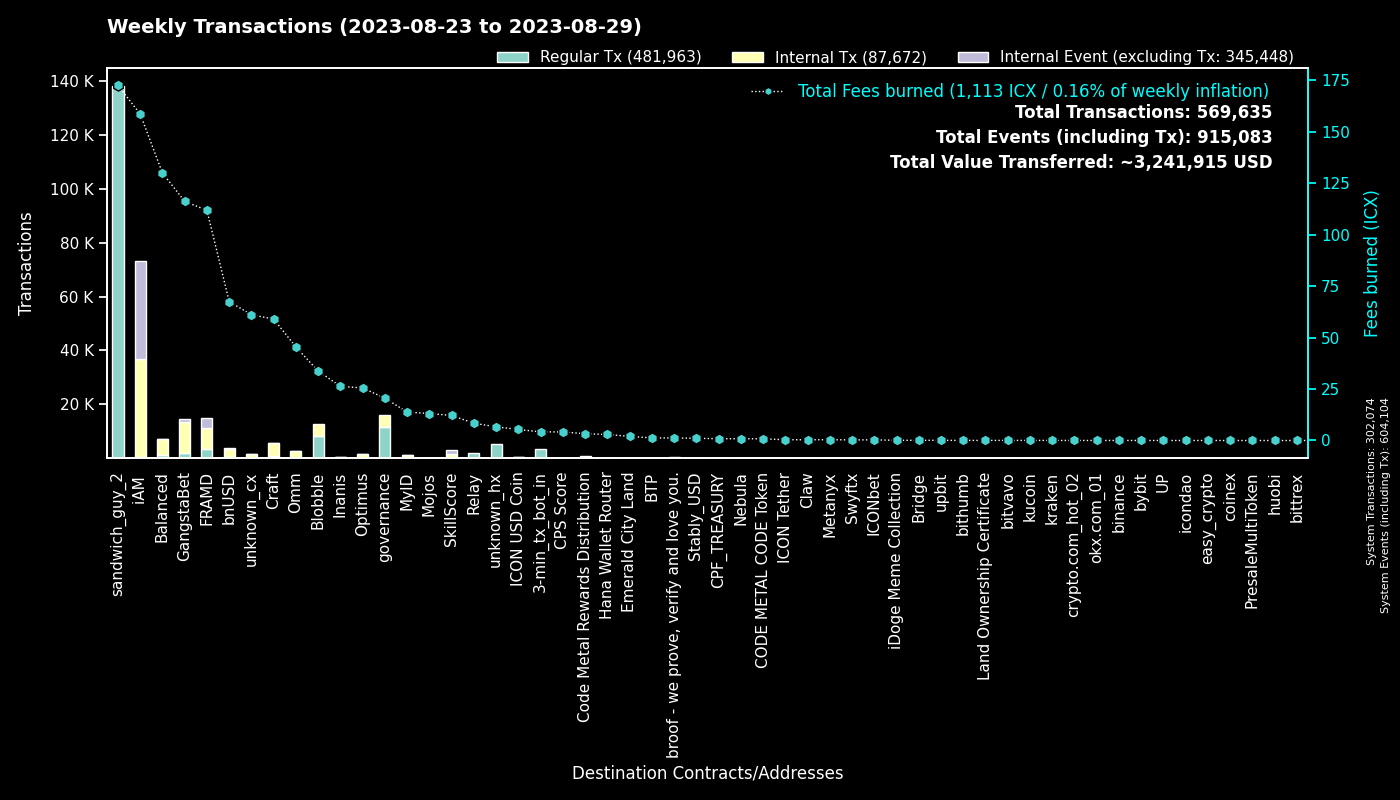 Weekly Transactions (2023-08-23 to 2023-08-29)
Regular Tx (481,963)
Internal Tx (87,672)
Internal Event (excluding Tx: 345,448)
Total Fees burned (1,113 ICX / 0.16% of weekly inflation)
Total Transactions: 569,635
Total Events (including Tx): 915,083
Total Value Transferred: ~3,241,915 USD
Transactions
140 K
120 K
100 K
80 K
60 K
40 K
20 K
175
150
125
100
75
50
25
0
Fees burned (ICX)
System Transactions: 302,074
System Events (including Tx): 604,104
sandwich_guy_2
iAM
Balanced
GangstaBet
FRAMD
bnUSD
unknown_cx
Craft
Omm
Blobble
Inanis
Optimus
governance
MyID
Mojos
SkillScore
Relay
unknown_hx
ICON USD Coin
3-min_tx_bot_in
CPS Score
Code Metal Rewards Distribution
Hana Wallet Router
Emerald City Land
BTP
broof - we prove, verify and love you.
Stably_USD
CPF_TREASURY
Nebula
CODE METAL CODE Token
ICON Tether
Claw
Metanyx
Swyftx
ICONbet
iDoge Meme Collection
Bridge
upbit
bithumb
Land Ownership Certificate
bitvavo
kucoin
kraken
crypto.com_hot_02
okx.com_01
binance
bybit
UP
icondao
easy_crypto
coinex
PresaleMultiToken
huobi
bittrex
Destination Contracts/Addresses